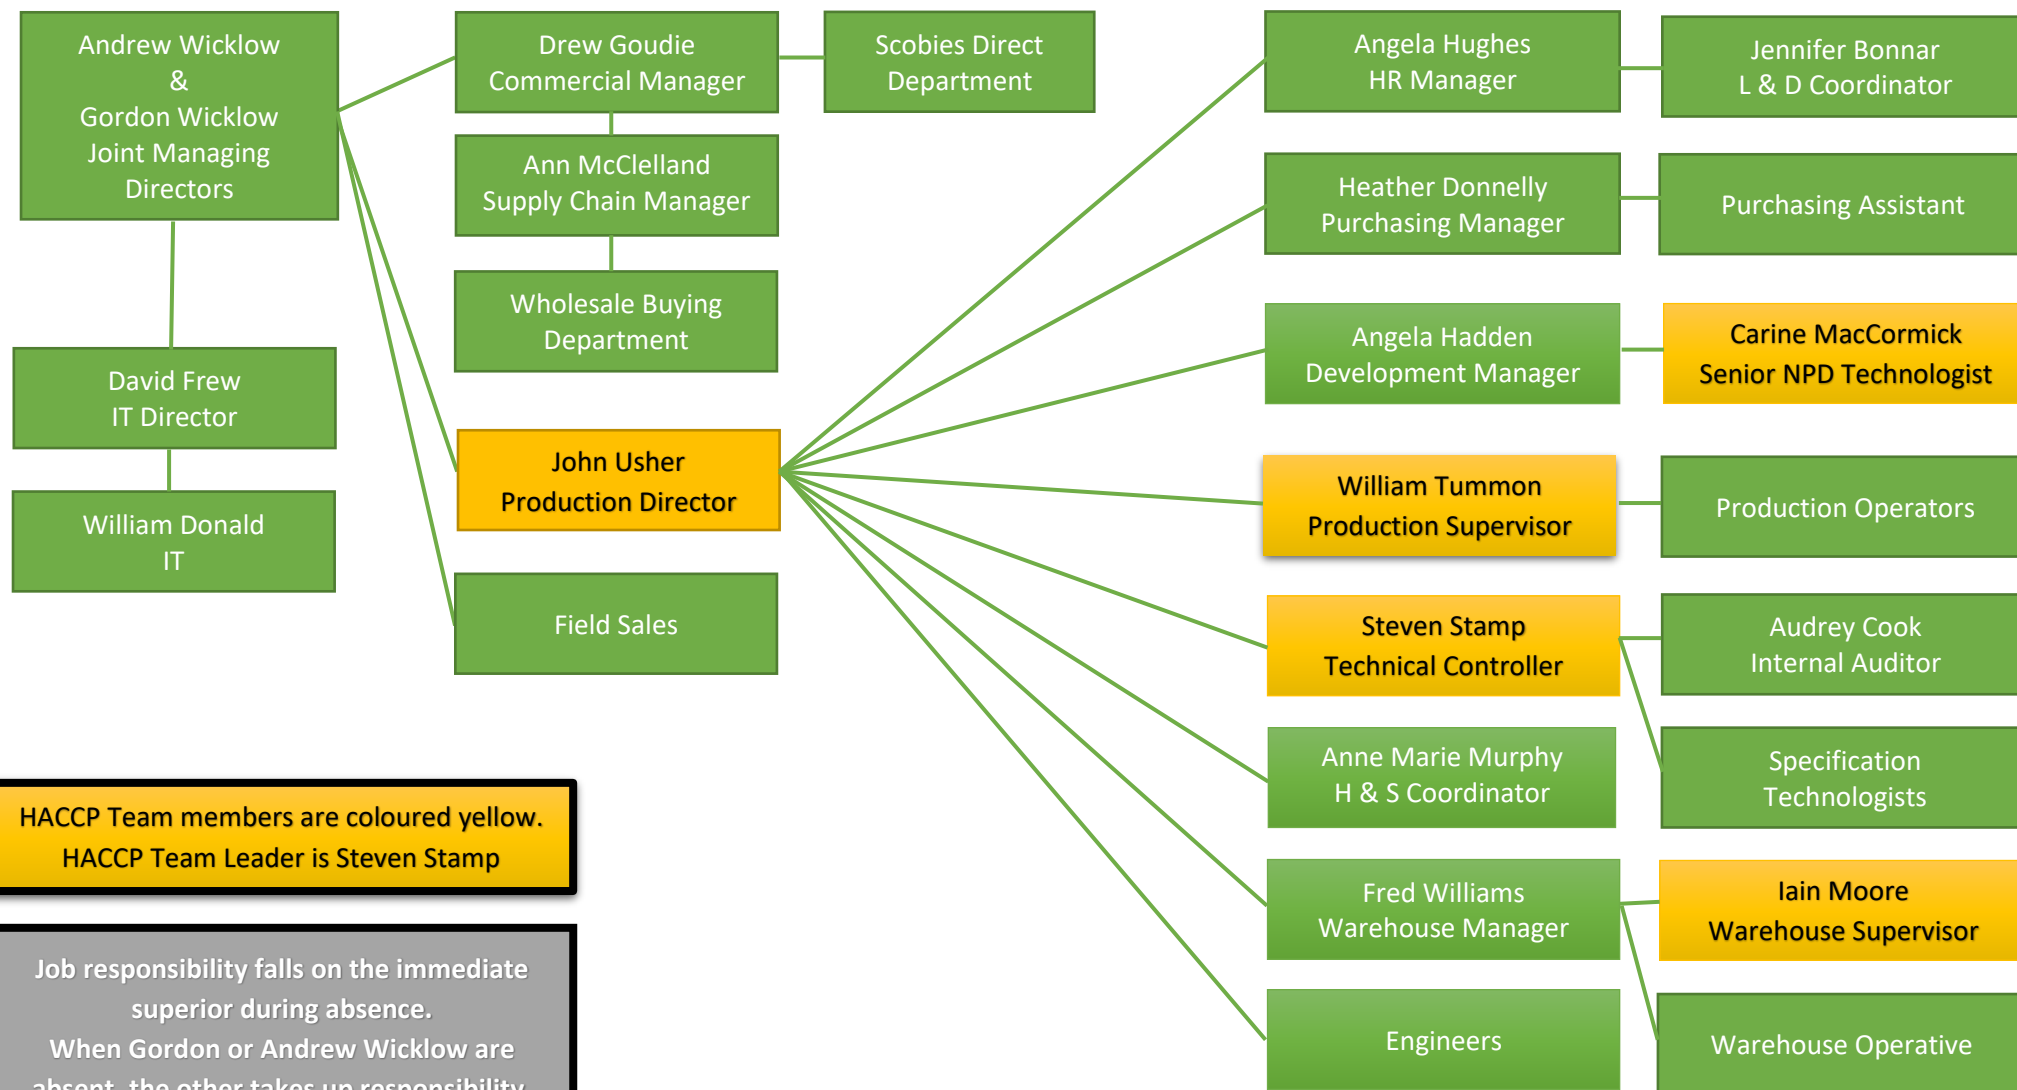 Andrew Wicklow
&
Gordon Wicklow
Joint Managing
Directors
David Frew
IT Director
William Donald
IT
Drew Goudie
Commercial Manager
Scobies Direct
Department
Ann McClelland
Supply Chain Manager
Wholesale Buying
Department
John Usher
Production Director
Field Sales
Angela Hughes
HR Manager
Jennifer Bonnar
L & D Coordinator
Heather Donnelly
Purchasing Manager
Purchasing Assistant
Angela Hadden
Development Manager
Carine MacCormick
Senior NPD Technologist
William Tummon
Production Supervisor
Production Operators
Steven Stamp
Technical Controller
Audrey Cook
Internal Auditor
Specification
Technologists
Anne Marie Murphy
H & S Coordinator
Fred Williams
Warehouse Manager
Iain Moore
Warehouse Supervisor
Warehouse Operative
Engineers
HACCP Team members are coloured yellow.
HACCP Team Leader is Steven Stamp
Job responsibility falls on the immediate
superior during absence.
When Gordon or Andrew Wicklow are
absent, the other takes up responsibility